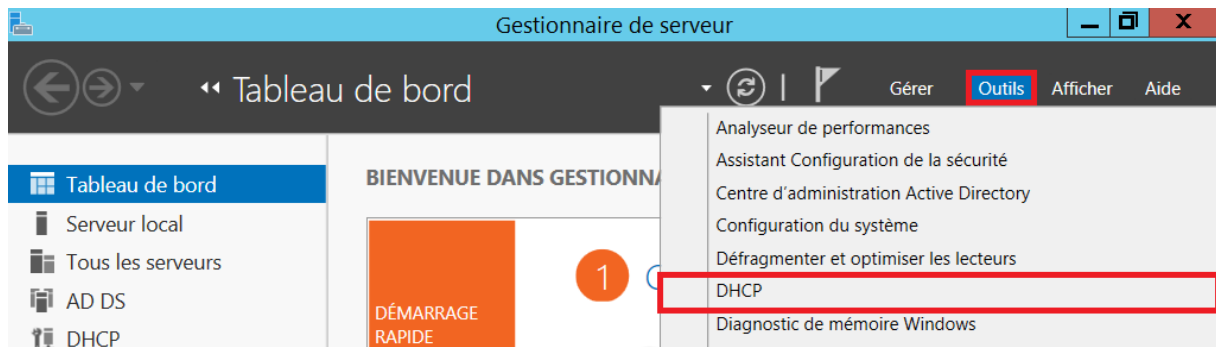 Gestionnaire de serveur
Tableau de bord
Gérer Outils Afficher Aide
Analyseur de performances
Assistant Configuration de la sécurité
Centre d'administration Active Directory
Configuration du système
Défragmenter et optimiser les lecteurs
DHCP
Diagnostic de mémoire Windows
Tableau de bord
Serveur local
Tous les serveurs
AD DS
DHCP
BIENVENUE DANS
DÉMARRAGE
RAPIDE
1